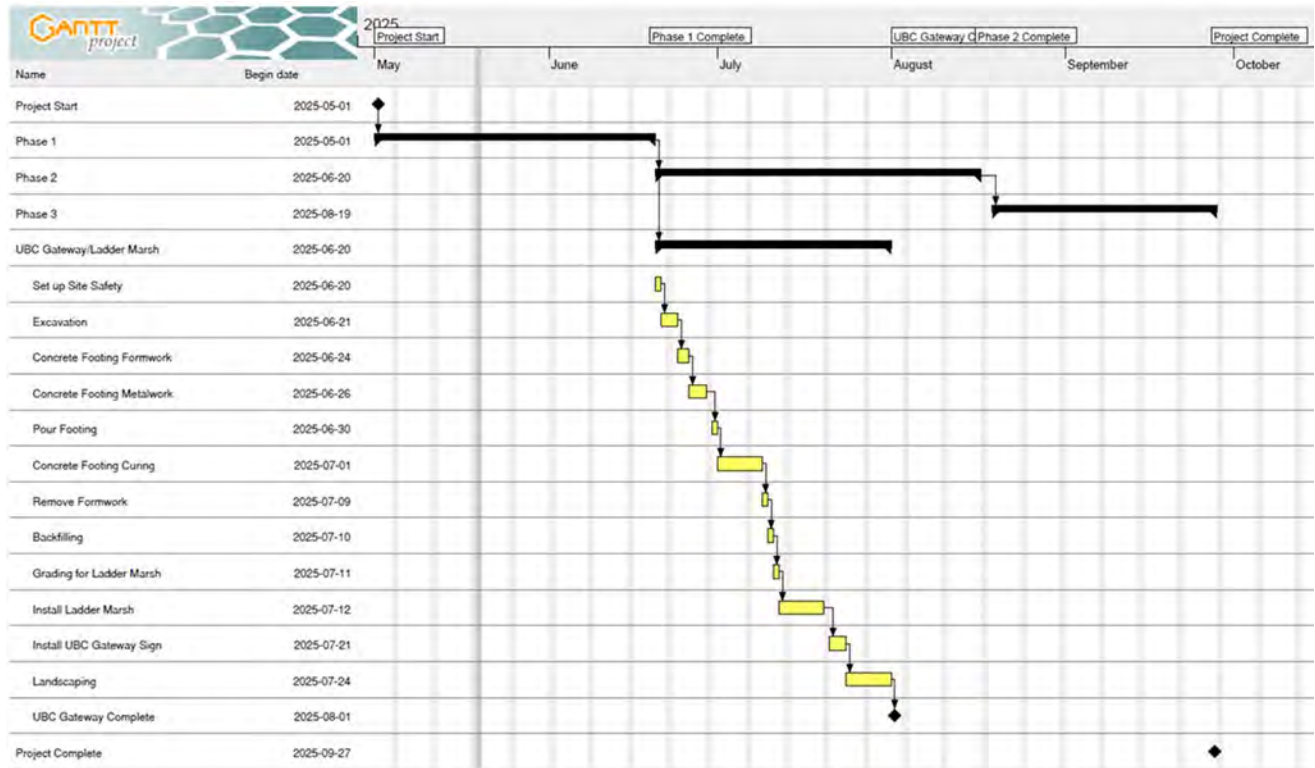 GANTT
project
2025
Project Start Phase 1 Complete UBC Gateway C Phase 2 Complete Project Complete
May June July August September October
Name Begin date
Project Start 2025-05-01
Phase 1 2025-05-01
Phase 2 2025-06-20
Phase 3 2025-08-19
UBC Gateway/Ladder Marsh 2025-06-20
Set up Site Safety 2025-06-20
Excavation 2025-06-21
Concrete Footing Formwork 2025-06-24
Concrete Footing Metalwork 2025-06-26
Pour Footing 2025-06-30
Concrete Footing Curing 2025-07-01
Remove Formwork 2025-07-09
Backfilling 2025-07-10
Grading for Ladder Marsh 2025-07-11
Install Ladder Marsh 2025-07-12
Install UBC Gateway Sign 2025-07-21
Landscaping 2025-07-24
UBC Gateway Complete 2025-08-01
Project Complete 2025-09-27